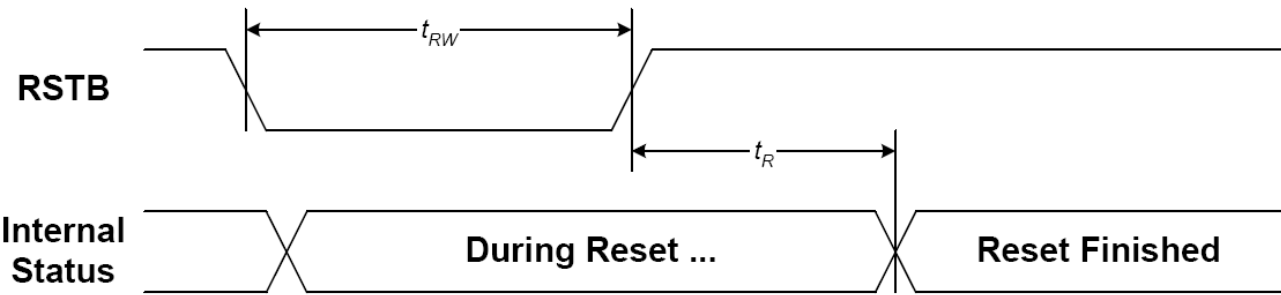 t_RW
RSTB
t_R
Internal
Status
During Reset ...
Reset Finished